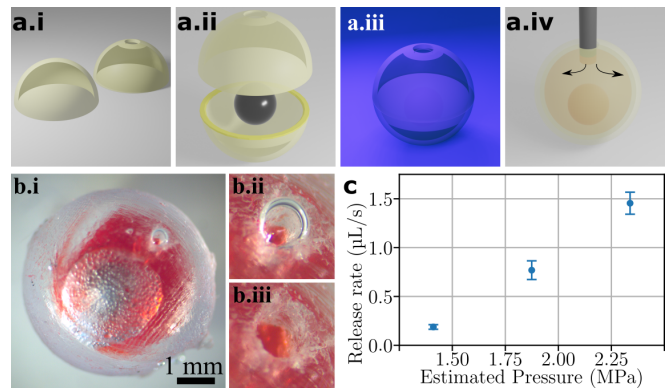 a.i
a.ii
a.iii
a.iv
b.i
b.ii
b.iii
1 mm
c
Release rate (µL/s)
1.5
1.0
0.5
0.0
1.50
1.75
2.00
2.25
Estimated Pressure (MPa)